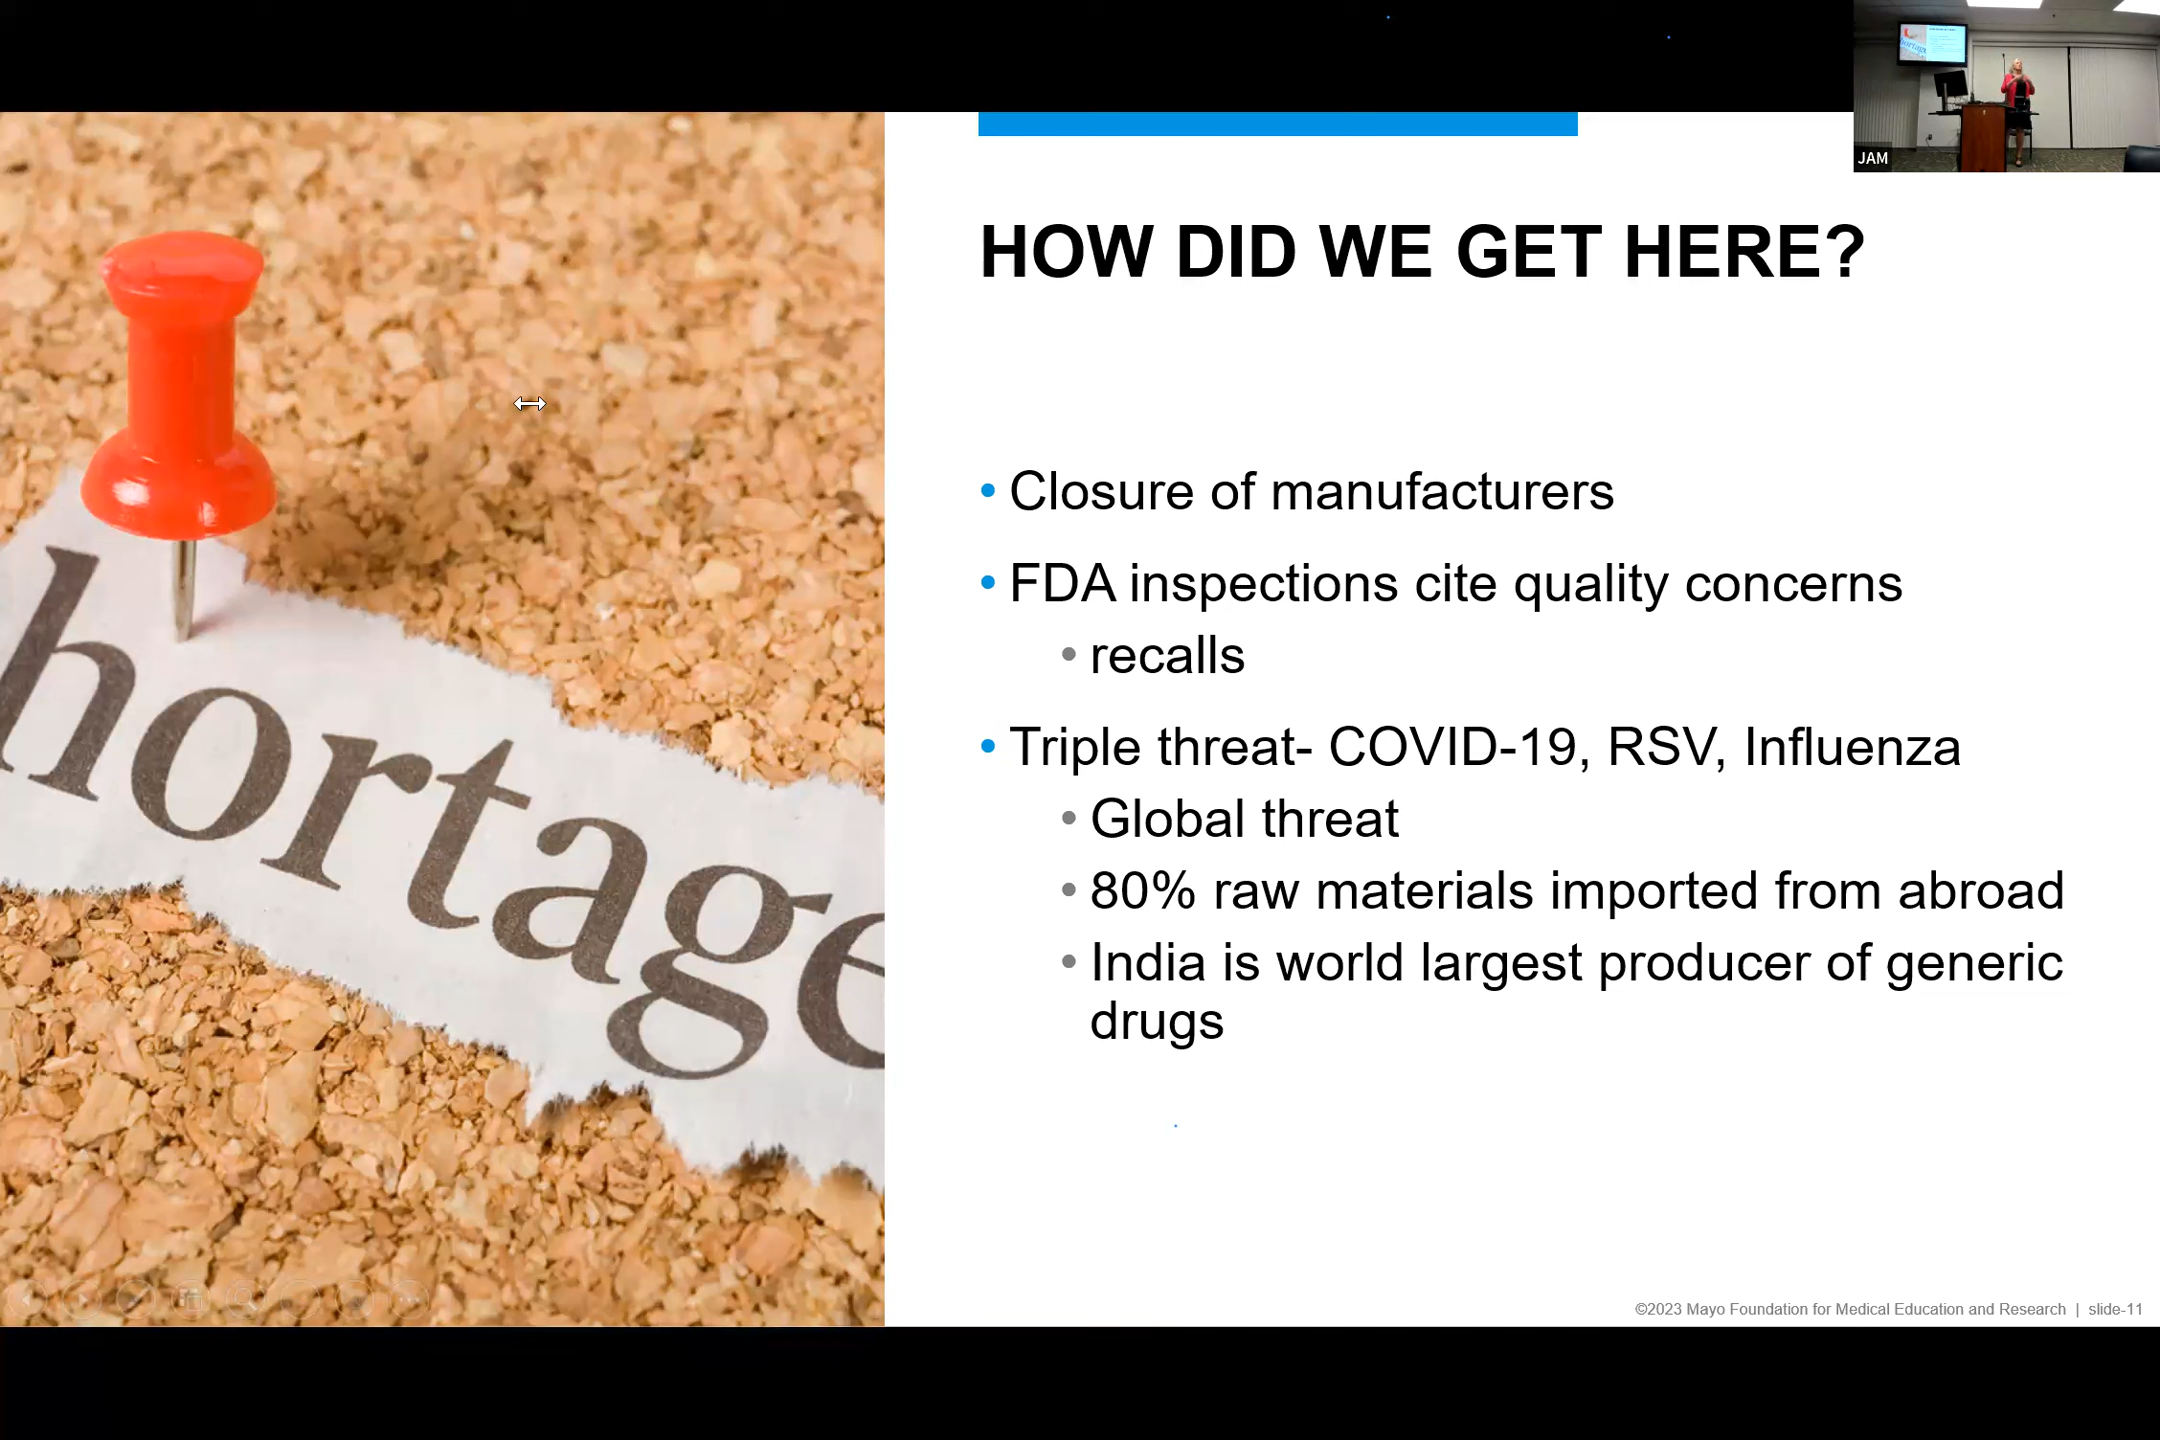 JAM
HOW DID WE GET HERE?
hortage
• Closure of manufacturers
• FDA inspections cite quality concerns
• recalls
• Triple threat- COVID-19, RSV, Influenza
• Global threat
• 80% raw materials imported from abroad
• India is world largest producer of generic
drugs
©2023 Mayo Foundation for Medical Education and Research | slide-11